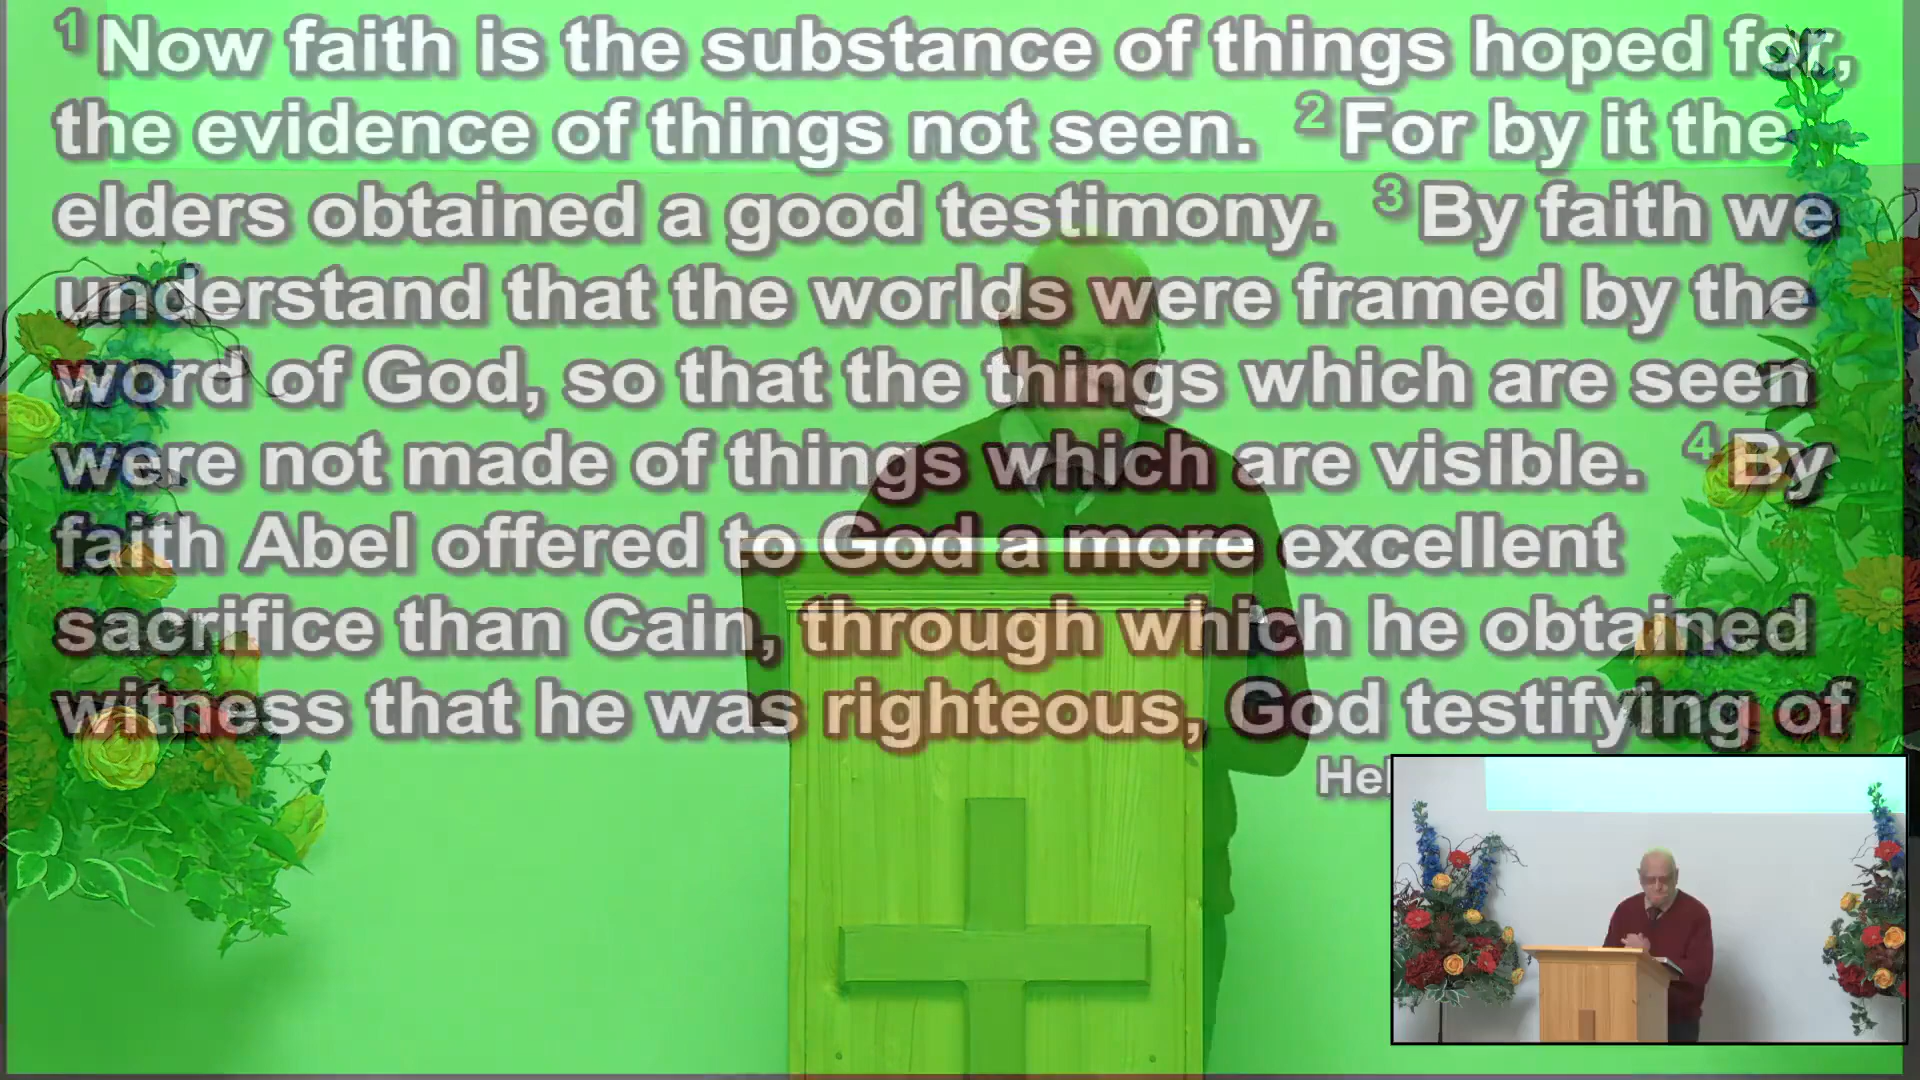 1 Now faith is the substance of things hoped for,
the evidence of things not seen. 2 For by it the
elders obtained a good testimony. 3 By faith we
understand that the worlds were framed by the
word of God, so that the things which are seen
were not made of things which are visible. 4 By
faith Abel offered to God a more excellent
sacrifice than Cain, through which he obtained
witness that he was righteous, God testifying of